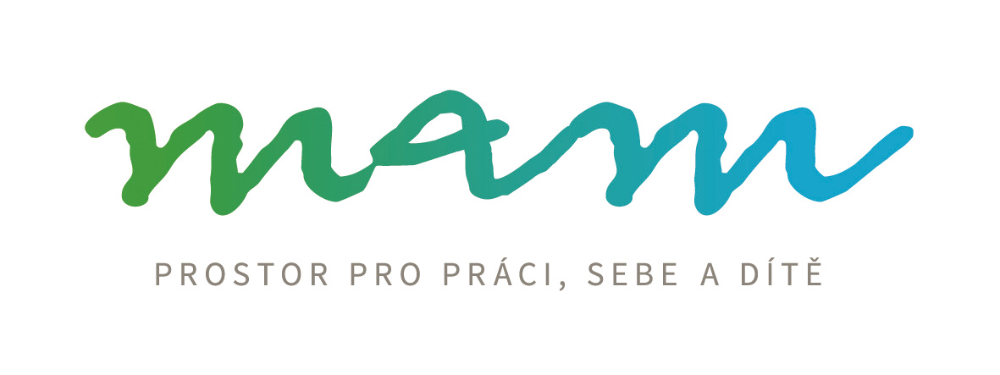 mam
PROSTOR PRO PRÁCI, SEBE A DÍTĚ